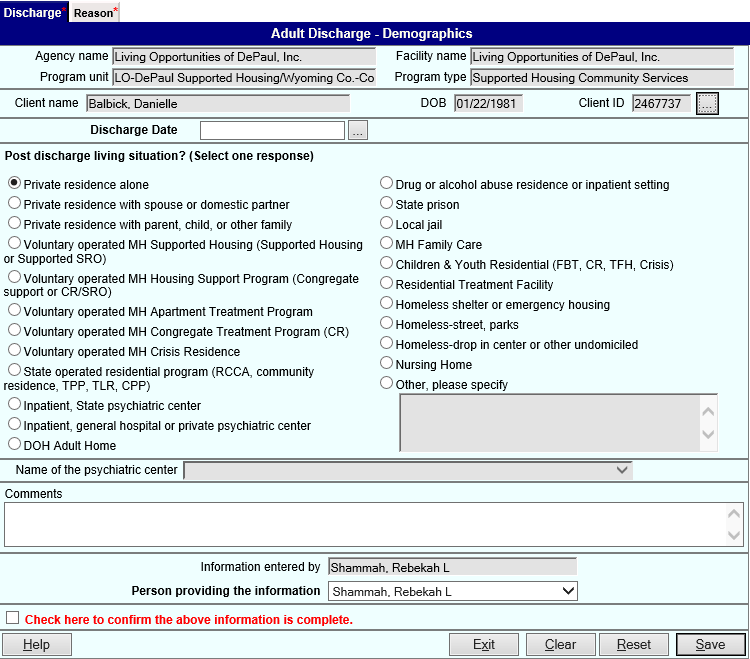 Discharge* Reason*
Adult Discharge - Demographics
Agency name Living Opportunities of DePaul, Inc. Facility name Living Opportunities of DePaul, Inc.
Program unit LO-DePaul Supported Housing/Wyoming Co.-Co Program type Supported Housing Community Services
Client name Balbick, Danielle DOB 01/22/1981 Client ID 2467737 ...
Discharge Date ...
Post discharge living situation? (Select one response)
Private residence alone
Private residence with spouse or domestic partner
Private residence with parent, child, or other family
Voluntary operated MH Supported Housing (Supported Housing
or Supported SRO)
Voluntary operated MH Housing Support Program (Congregate
support or CR/SRO)
Voluntary operated MH Apartment Treatment Program
Voluntary operated MH Congregate Treatment Program (CR)
Voluntary operated MH Crisis Residence
State operated residential program (RCCA, community
residence, TPP, TLR, CPP)
Inpatient, State psychiatric center
Inpatient, general hospital or private psychiatric center
DOH Adult Home
Drug or alcohol abuse residence or inpatient setting
State prison
Local jail
MH Family Care
Children & Youth Residential (FBT, CR, TFH, Crisis)
Residential Treatment Facility
Homeless shelter or emergency housing
Homeless-street, parks
Homeless-drop in center or other undomiciled
Nursing Home
Other, please specify
Name of the psychiatric center
Comments
Information entered by Shammah, Rebekah L
Person providing the information Shammah, Rebekah L
Check here to confirm the above information is complete.
Help Exit Clear Reset Save